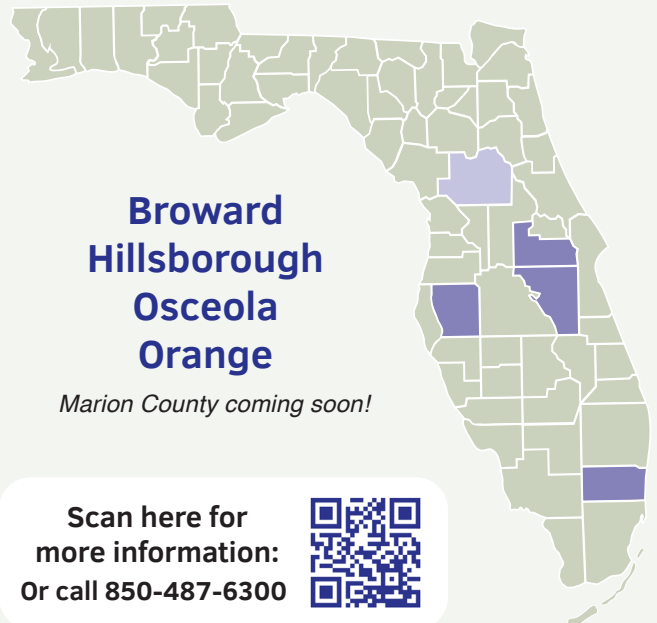 Broward
Hillsborough
Osceola
Orange
Marion County coming soon!
Scan here for
more information:
Or call 850-487-6300